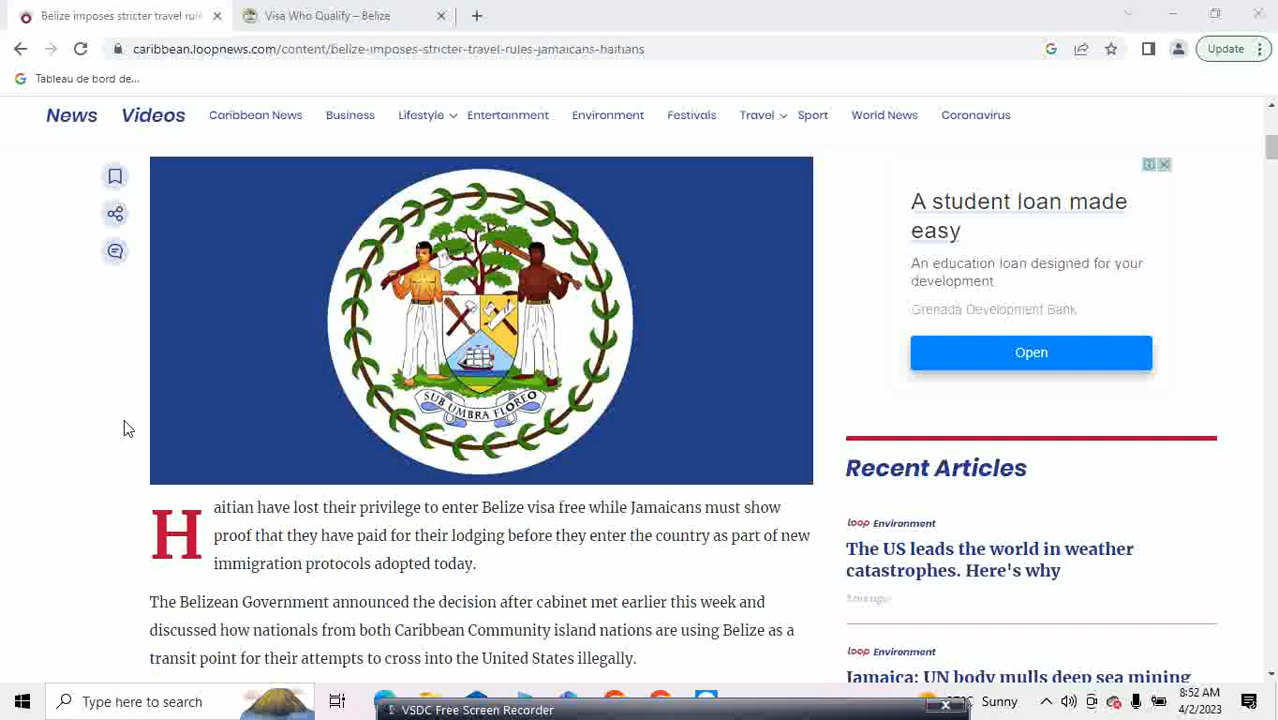 Belize imposes stricter travel rul
Visa Who Qualify – Belize
caribbean.loopnews.com/content/belize-imposes-stricter-travel-rules-jamaicans-haitians
Update
Tableau de bord de...
News Videos Caribbean News Business Lifestyle Entertainment Environment Festivals Travel Sport World News Coronavirus
SUB UMBRA FLOREO
Haitian have lost their privilege to enter Belize visa free while Jamaicans must show
proof that they have paid for their lodging before they enter the country as part of new
immigration protocols adopted today.
The Belizean Government announced the decision after cabinet met earlier this week and
discussed how nationals from both Caribbean Community island nations are using Belize as a
transit point for their attempts to cross into the United States illegally.
A student loan made
easy
An education loan designed for your
development
Grenada Development Bank
Open
Recent Articles
loop Environment
The US leads the world in weather
catastrophes. Here's why
loop Environment
Jamaica: UN body mulls deep sea mining
Type here to search
Sunny
8:52 AM
4/2/2023
VSDC Free Screen Recorder